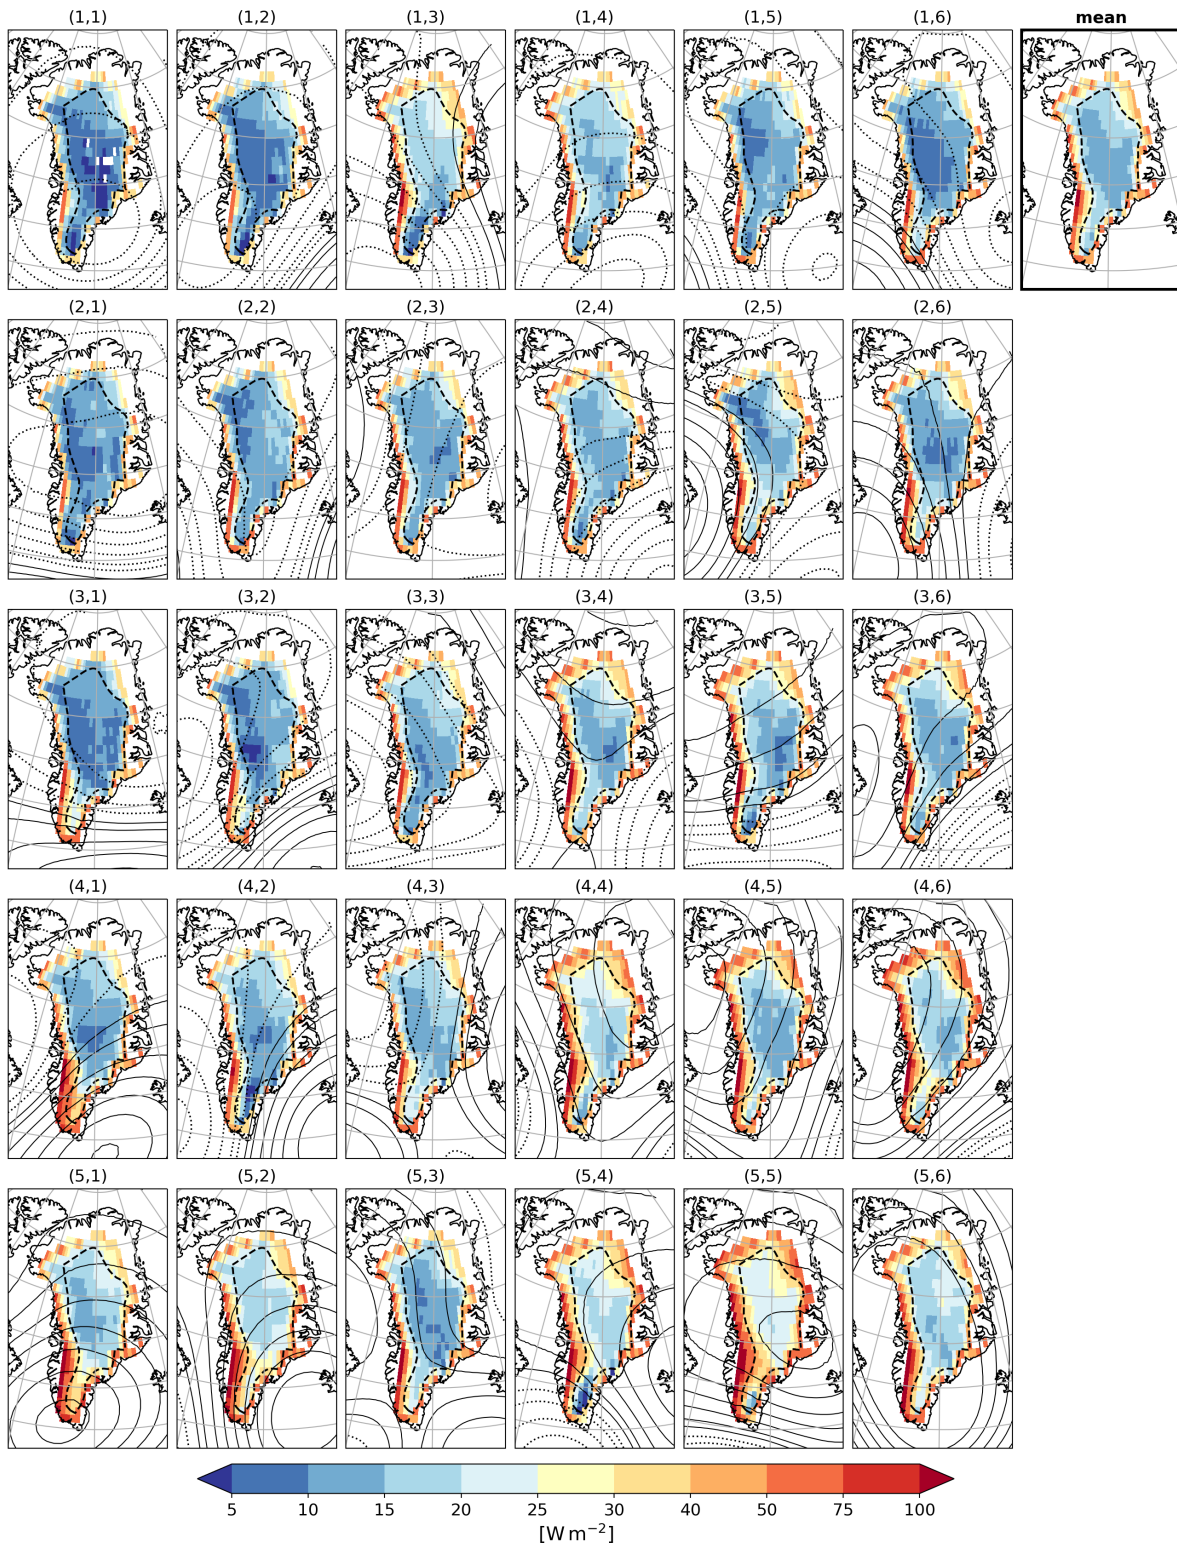 (1,1) (1,2) (1,3) (1,4) (1,5) (1,6) mean
(2,1) (2,2) (2,3) (2,4) (2,5) (2,6)
(3,1) (3,2) (3,3) (3,4) (3,5) (3,6)
(4,1) (4,2) (4,3) (4,4) (4,5) (4,6)
(5,1) (5,2) (5,3) (5,4) (5,5) (5,6)
5 10 15 20 25 30 40 50 75 100
[W m⁻²]